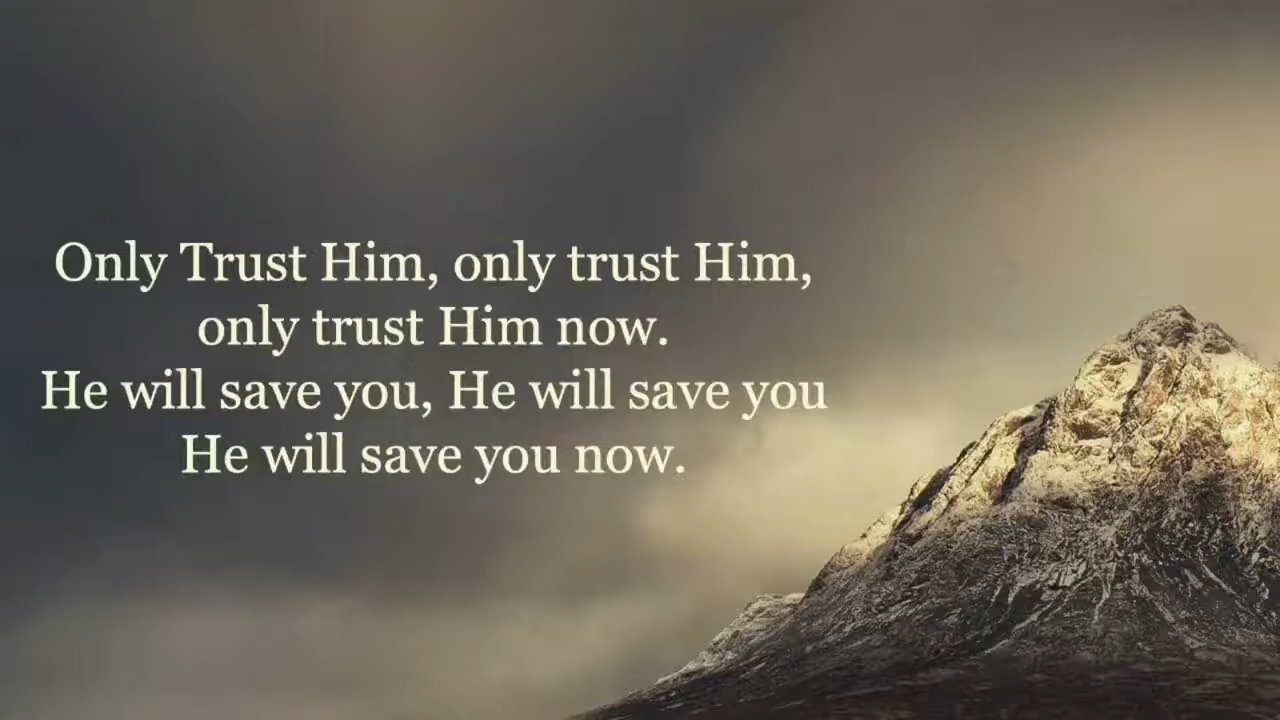 Only Trust Him, only trust Him,
only trust Him now.
He will save you, He will save you
He will save you now.